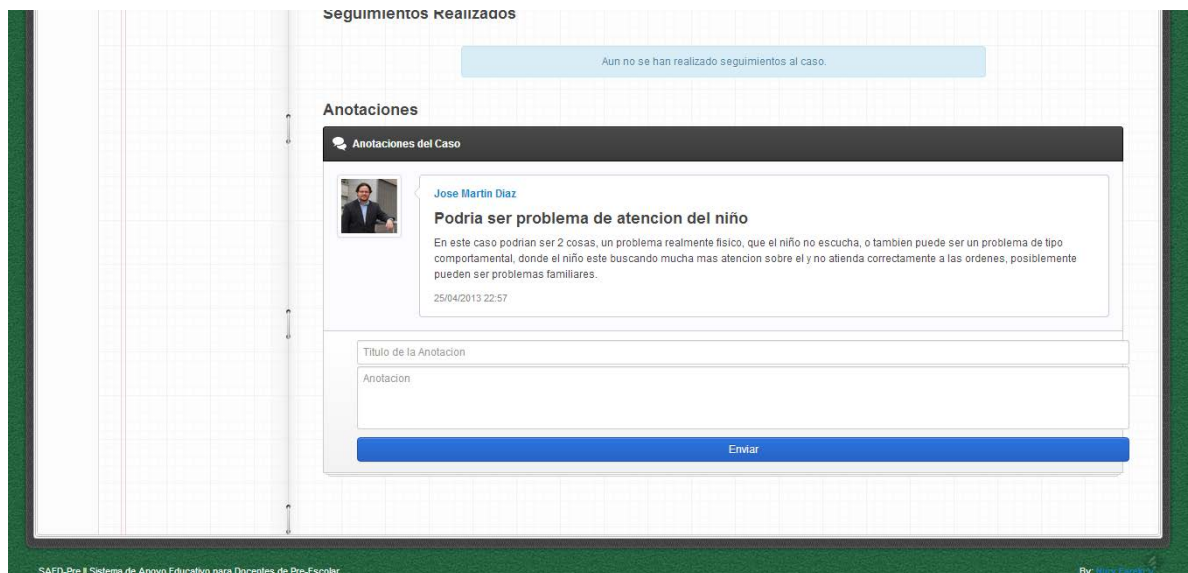 Seguimientos Realizados
Aun no se han realizado seguimientos al caso.
Anotaciones
Anotaciones del Caso
Jose Martin Diaz
Podria ser problema de atencion del niño
En este caso podrian ser 2 cosas, un problema realmente fisico, que el niño no escucha, o tambien puede ser un problema de tipo
comportamental, donde el niño este buscando mucha mas atencion sobre el y no atienda correctamente a las ordenes, posiblemente
pueden ser problemas familiares.
25/04/2013 22:57
Titulo de la Anotacion
Anotacion
Enviar
SAED-Pre || Sistema de Apoyo Educativo para Docentes de Pre-Escolar
By: